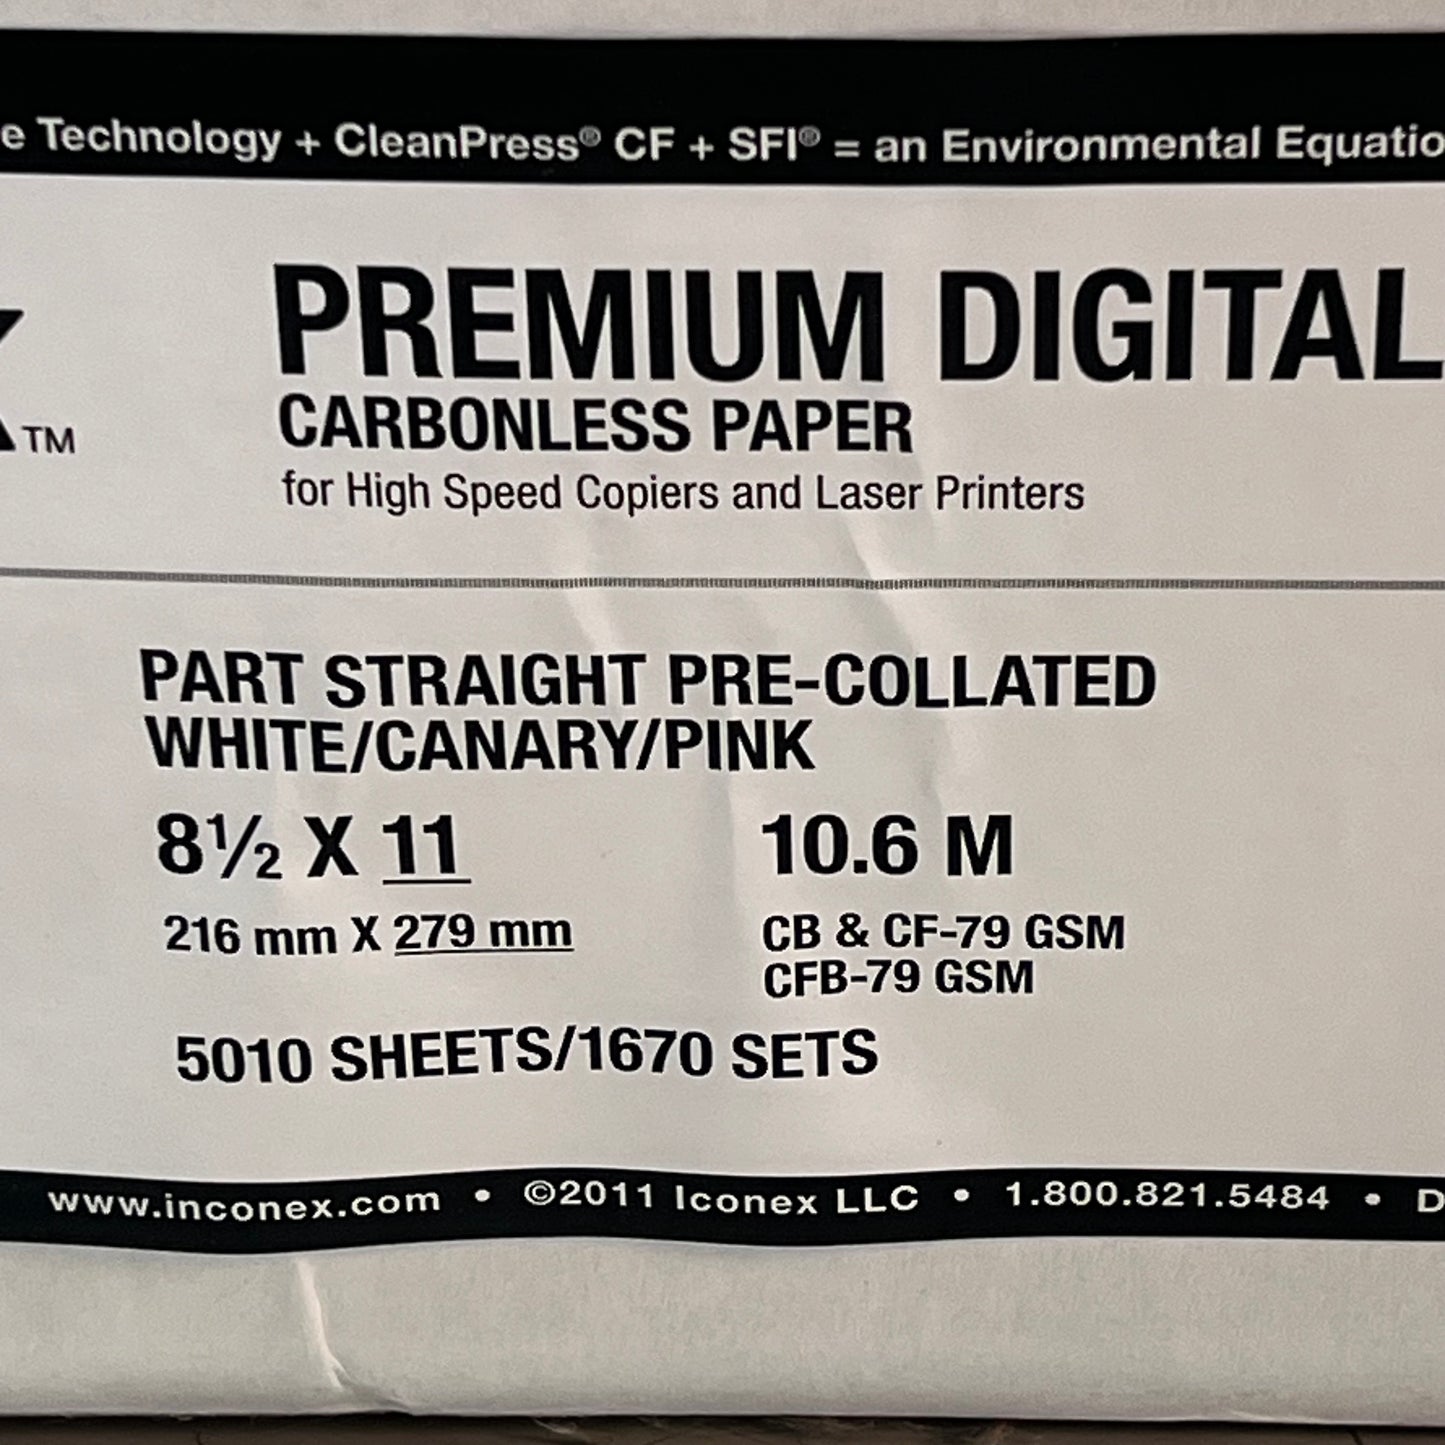 e Technology + CleanPress® CF + SFI® = an Environmental Equatio
PREMIUM DIGITAL
CARBONLESS PAPER
for High Speed Copiers and Laser Printers
TM
PART STRAIGHT PRE-COLLATED
WHITE/CANARY/PINK
8½ X 11
10.6 M
216 mm X 279 mm
CB & CF-79 GSM
CFB-79 GSM
5010 SHEETS/1670 SETS
www.inconex.com • ©2011 Iconex LLC • 1.800.821.5484 • D